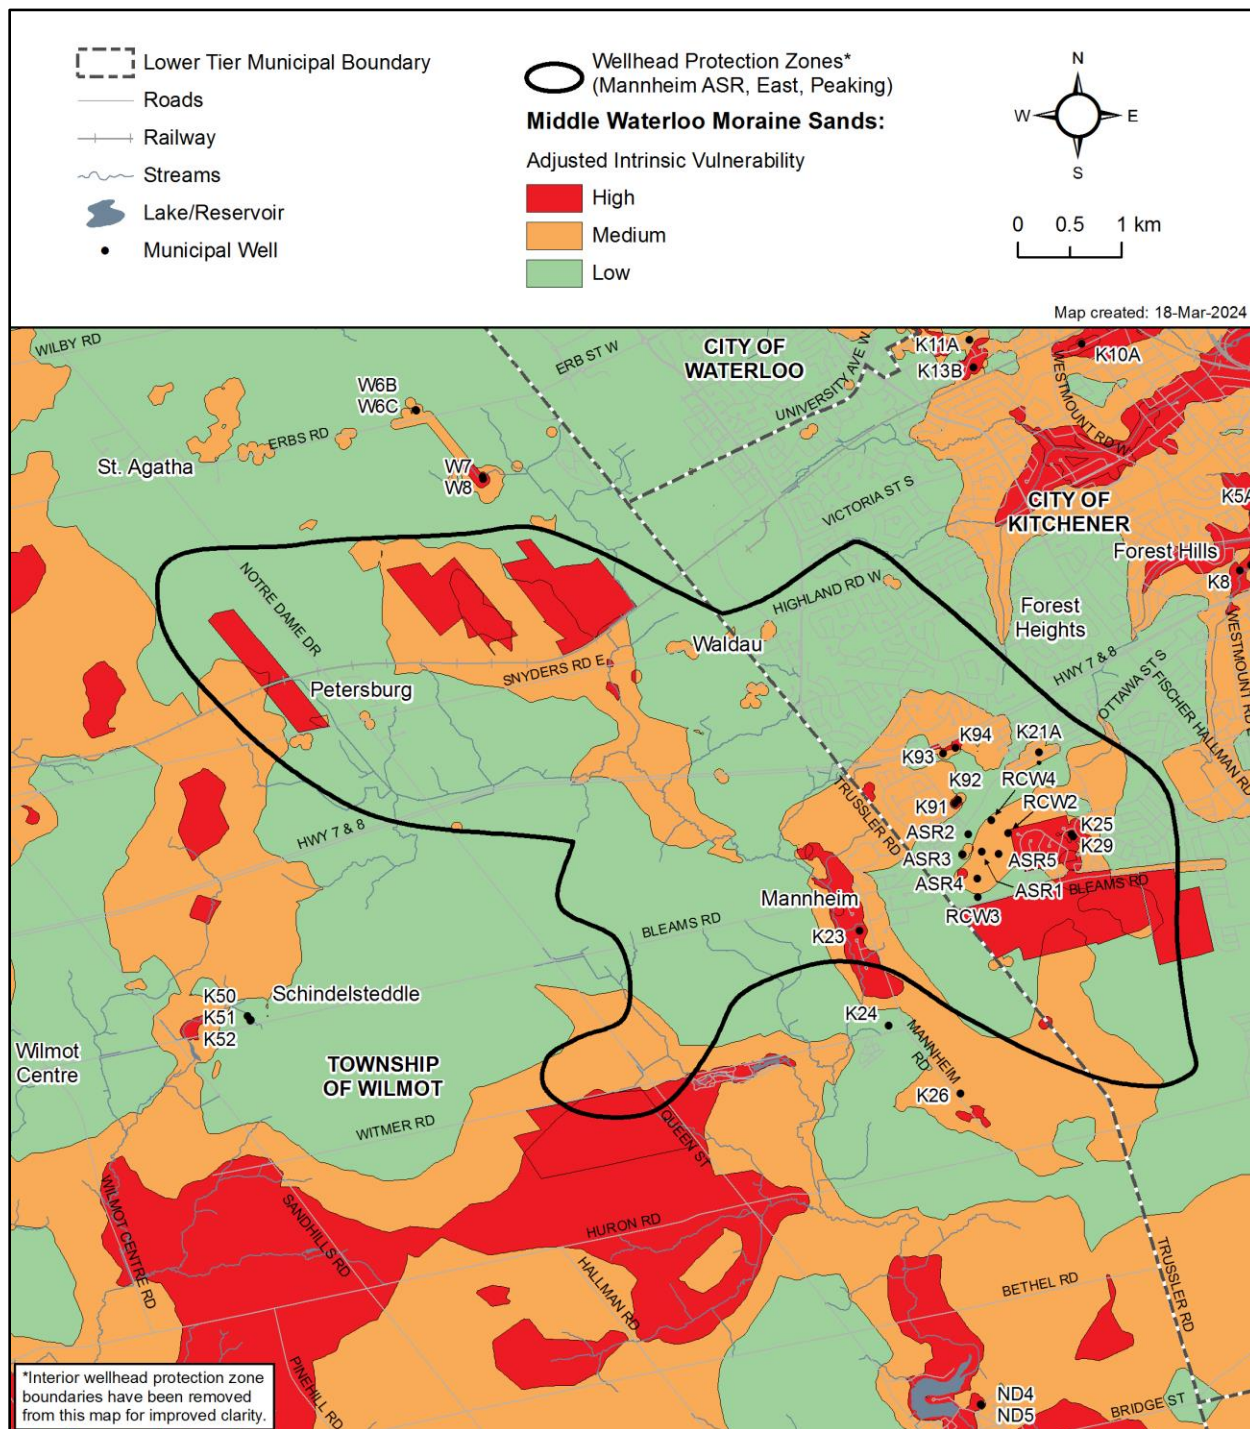 Lower Tier Municipal Boundary
Roads
Railway
Streams
Lake/Reservoir
Municipal Well
Wellhead Protection Zones*
(Mannheim ASR, East, Peaking)
Middle Waterloo Moraine Sands:
Adjusted Intrinsic Vulnerability
High
Medium
Low
N
W
E
S
0 0.5 1 km
Map created: 18-Mar-2024
WILBY RD
ERB ST W
CITY OF
WATERLOO
UNIVERSITY AVE W
K11A
K13B
K10A
WESTMOUNT RD W
W6B
W6C
ERBS RD
St. Agatha
W7
W8
VICTORIA ST S
CITY OF
KITCHENER
K5A
Forest Hills
K8
NOTRE DAME DR
HIGHLAND RD W
Forest
Heights
WESTMOUNT RD E
Waldau
SNYDERS RD E
Petersburg
HWY 7 & 8
OTTAWA ST S
FISCHER HALLMAN RD
K94
K93
K21A
K92
RCW4
K91
RCW2
TRUSSLER RD
ASR2
K25
K29
HWY 7 & 8
ASR3
ASR5
ASR4
ASR1
BLEAMS RD
Mannheim
RCW3
BLEAMS RD
K23
K50
K51
K52
Schindelsteddle
K24
MANNHEIM
RD
Wilmot
Centre
TOWNSHIP
OF WILMOT
K26
WITMER RD
QUEEN ST
WILMOT CENTRE RD
SANDHILLS RD
HURON RD
HALLMAN RD
BETHEL RD
TRUSSLER RD
PINEHILL RD
ND4
ND5
BRIDGE ST
*Interior wellhead protection zone
boundaries have been removed
from this map for improved clarity.